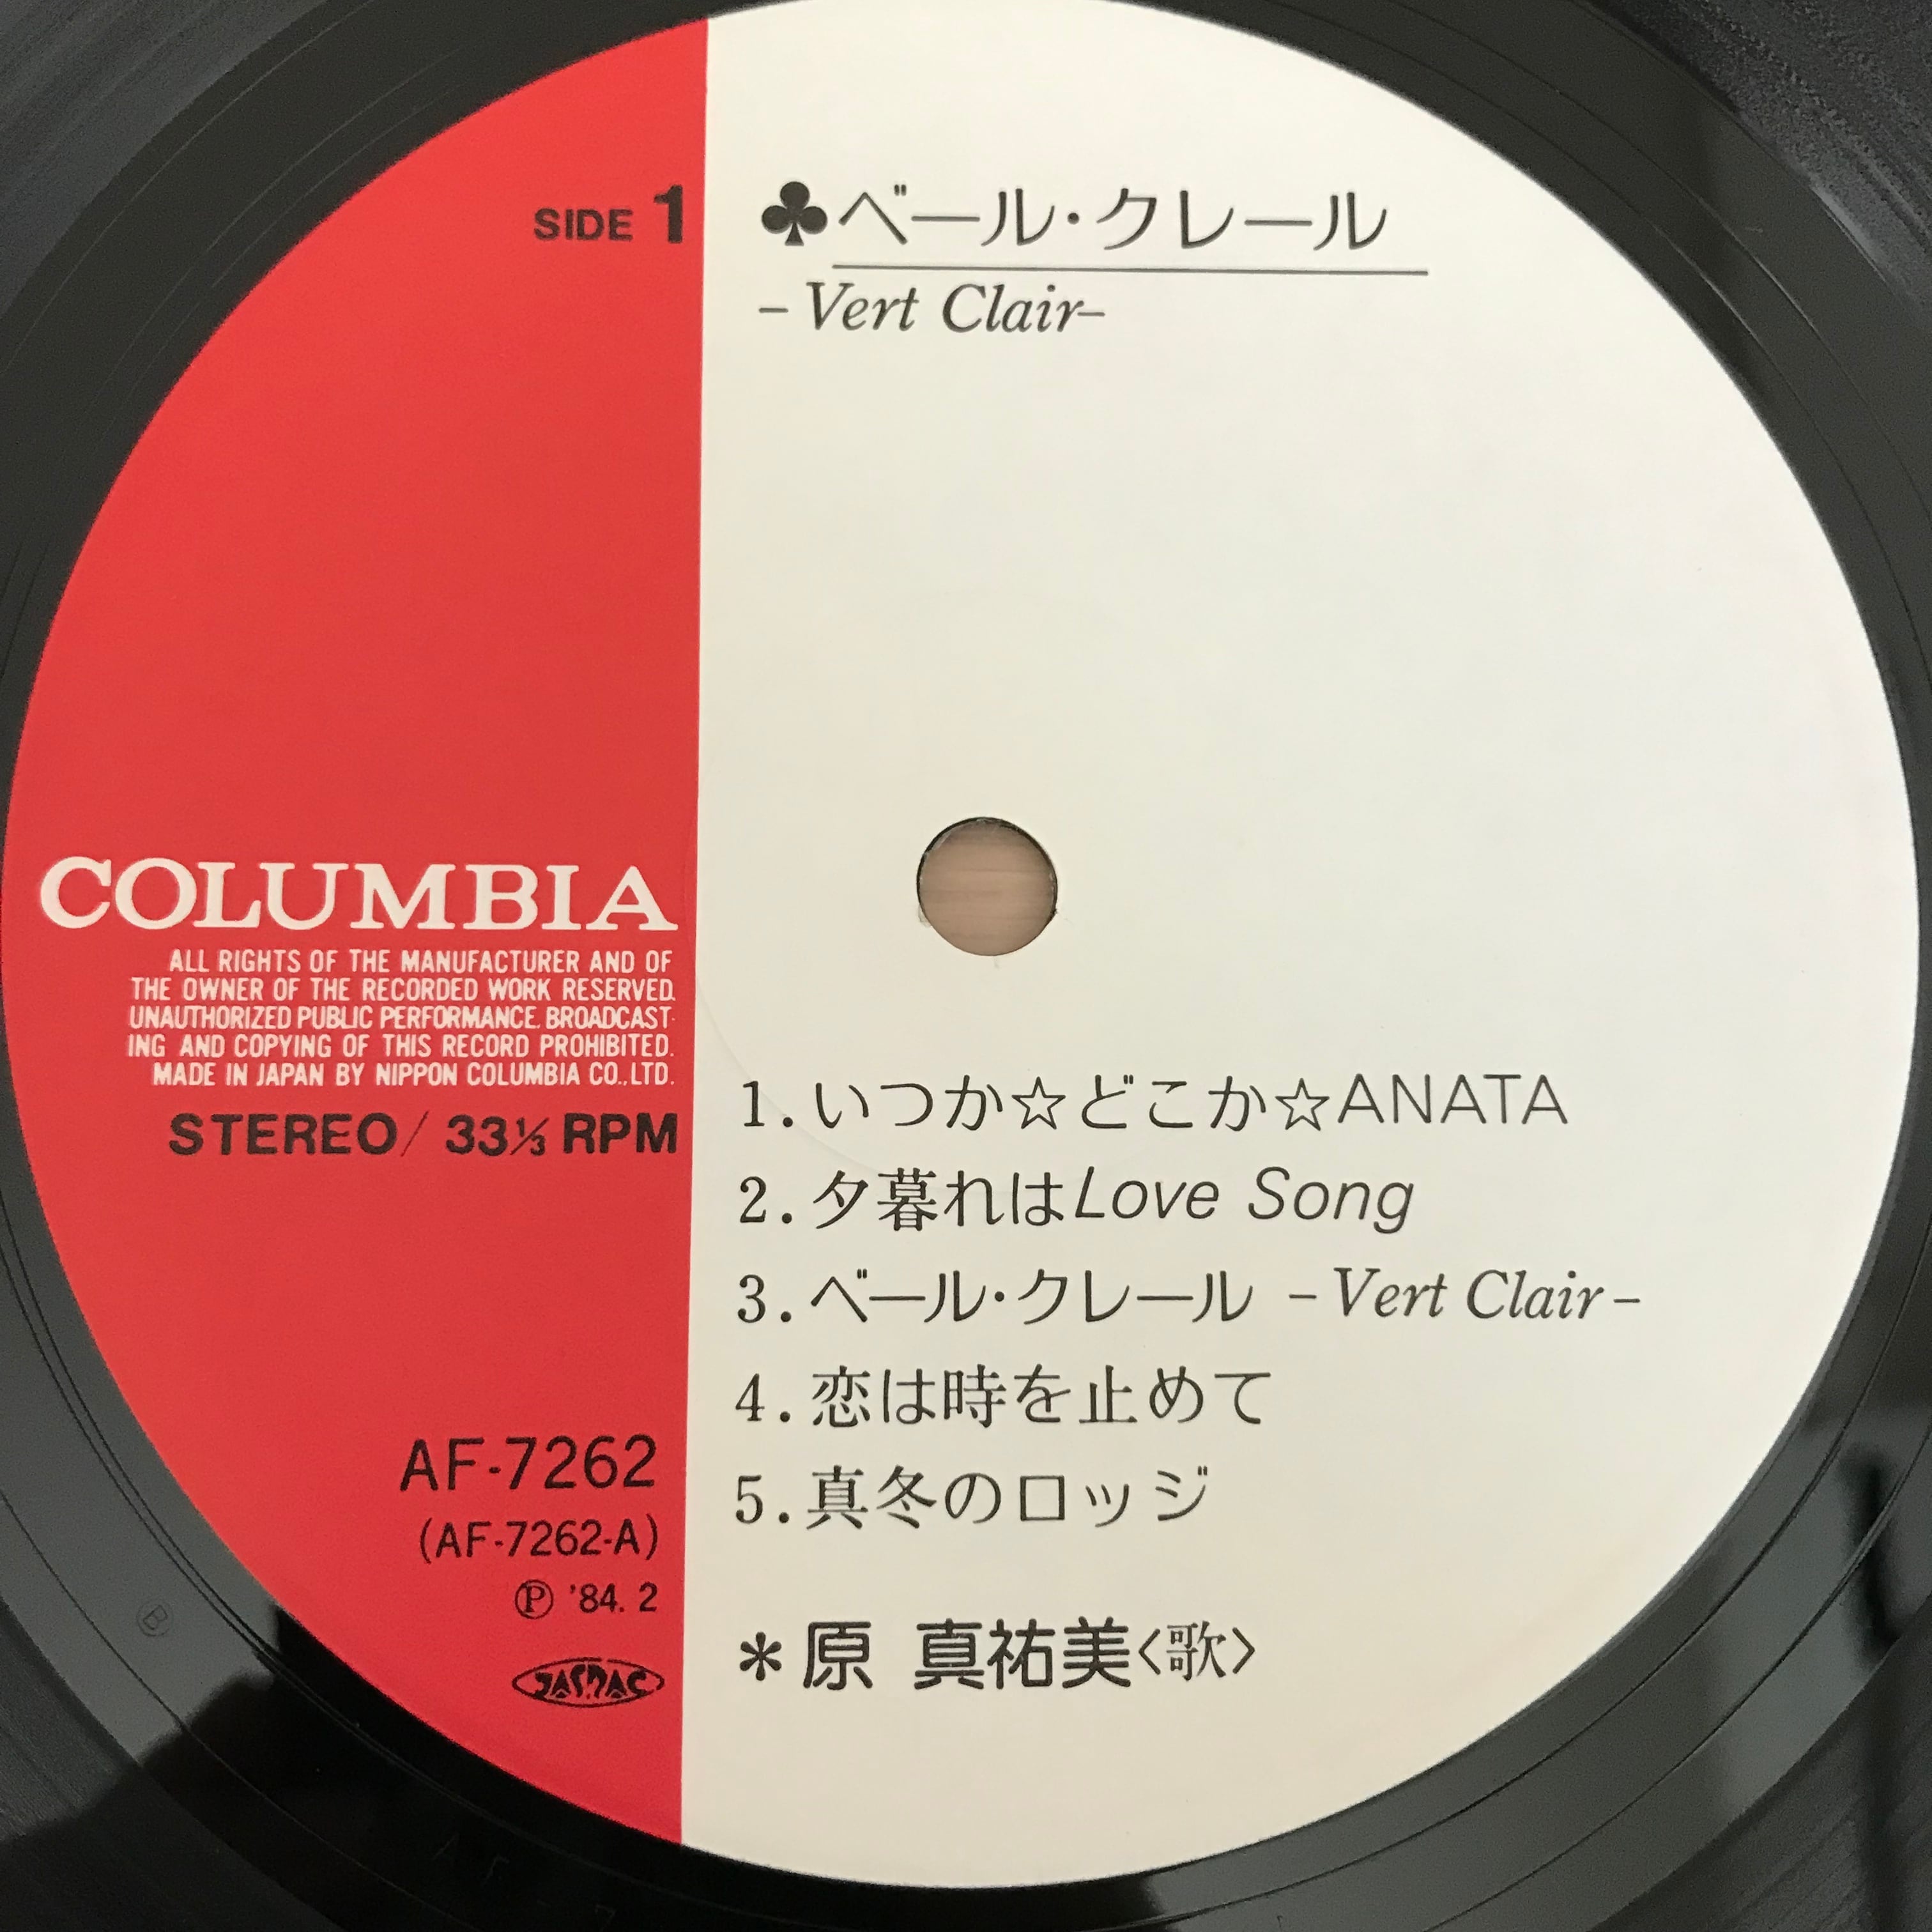 SIDE 1
♣ベール・クレール
-Vert Clair-
COLUMBIA
ALL RIGHTS OF THE MANUFACTURER AND OF
THE OWNER OF THE RECORDED WORK RESERVED.
UNAUTHORIZED PUBLIC PERFORMANCE. BROADCAST-
ING AND COPYING OF THIS RECORD PROHIBITED.
MADE IN JAPAN BY NIPPON COLUMBIA CO.,LTD.
STEREO/ 33⅓ RPM
1.いつか☆どこか☆ANATA
2.夕暮れはLove Song
3.ベール・クレール -Vert Clair-
4.恋は時を止めて
5.真冬のロッジ
AF-7262
(AF-7262-A)
Ⓟ '84. 2
JASRAC
*原 真祐美<歌>
Ⓑ